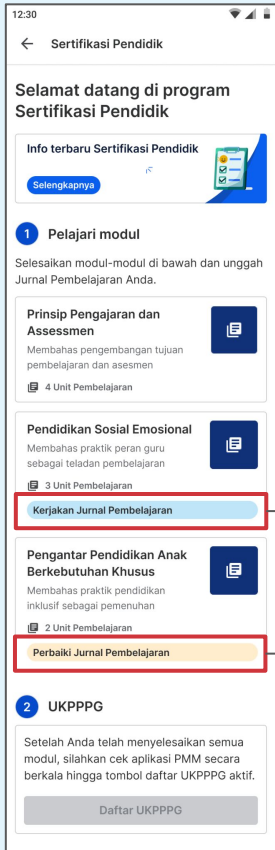 12:30
Sertifikasi Pendidik
Selamat datang di program
Sertifikasi Pendidik
Info terbaru Sertifikasi Pendidik
Selengkapnya
1 Pelajari modul
Selesaikan modul-modul di bawah dan unggah
Jurnal Pembelajaran Anda.
Prinsip Pengajaran dan
Assessmen
Membahas pengembangan tujuan
pembelajaran dan asesmen
4 Unit Pembelajaran
Pendidikan Sosial Emosional
Membahas praktik peran guru
sebagai teladan pembelajaran
3 Unit Pembelajaran
Kerjakan Jurnal Pembelajaran
Pengantar Pendidikan Anak
Berkebutuhan Khusus
Membahas praktik pendidikan
inklusif sebagai pemenuhan
2 Unit Pembelajaran
Perbaiki Jurnal Pembelajaran
2 UKPPPG
Setelah Anda telah menyelesaikan semua
modul, silahkan cek aplikasi PMM secara
berkala hingga tombol daftar UKPPPG aktif.
Daftar UKPPPG